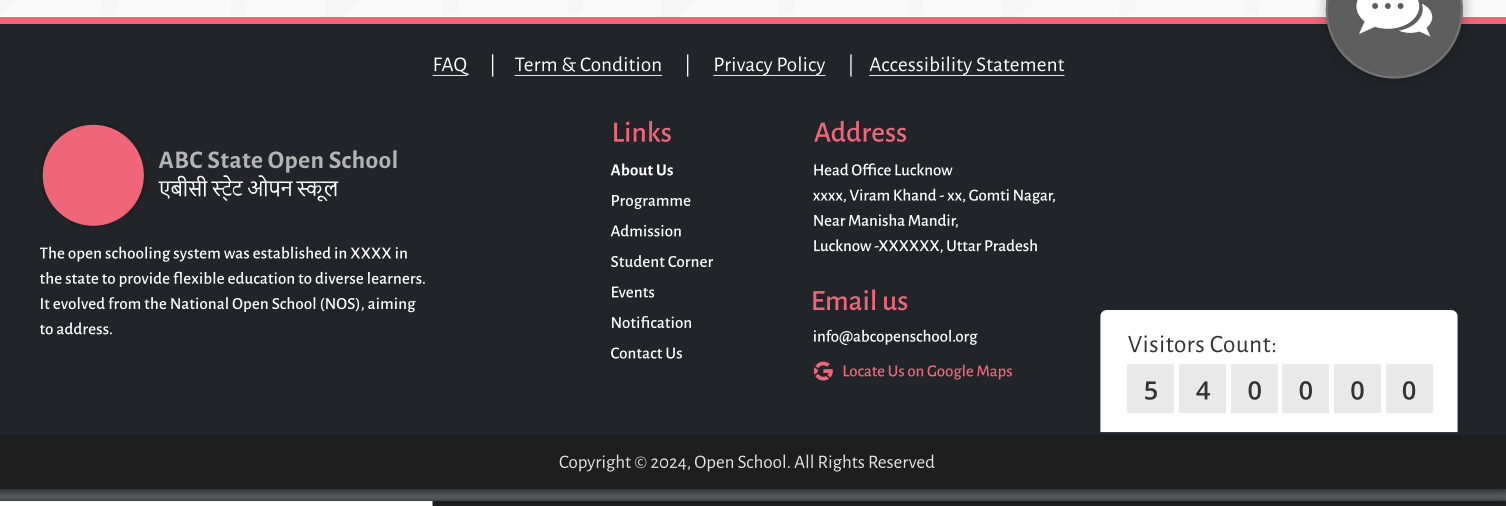 FAQ | Term & Condition | Privacy Policy | Accessibility Statement
ABC State Open School
एबीसी स्टेट ओपन स्कूल
The open schooling system was established in XXXX in
the state to provide flexible education to diverse learners.
It evolved from the National Open School (NOS), aiming
to address.
Links
About Us
Programme
Admission
Student Corner
Events
Notification
Contact Us
Address
Head Office Lucknow
xxxx, Viram Khand - xx, Gomti Nagar,
Near Manisha Mandir,
Lucknow -XXXXXX, Uttar Pradesh
Email us
info@abcopenschool.org
Locate Us on Google Maps
Visitors Count:
5 4 0 0 0 0
Copyright © 2024, Open School. All Rights Reserved